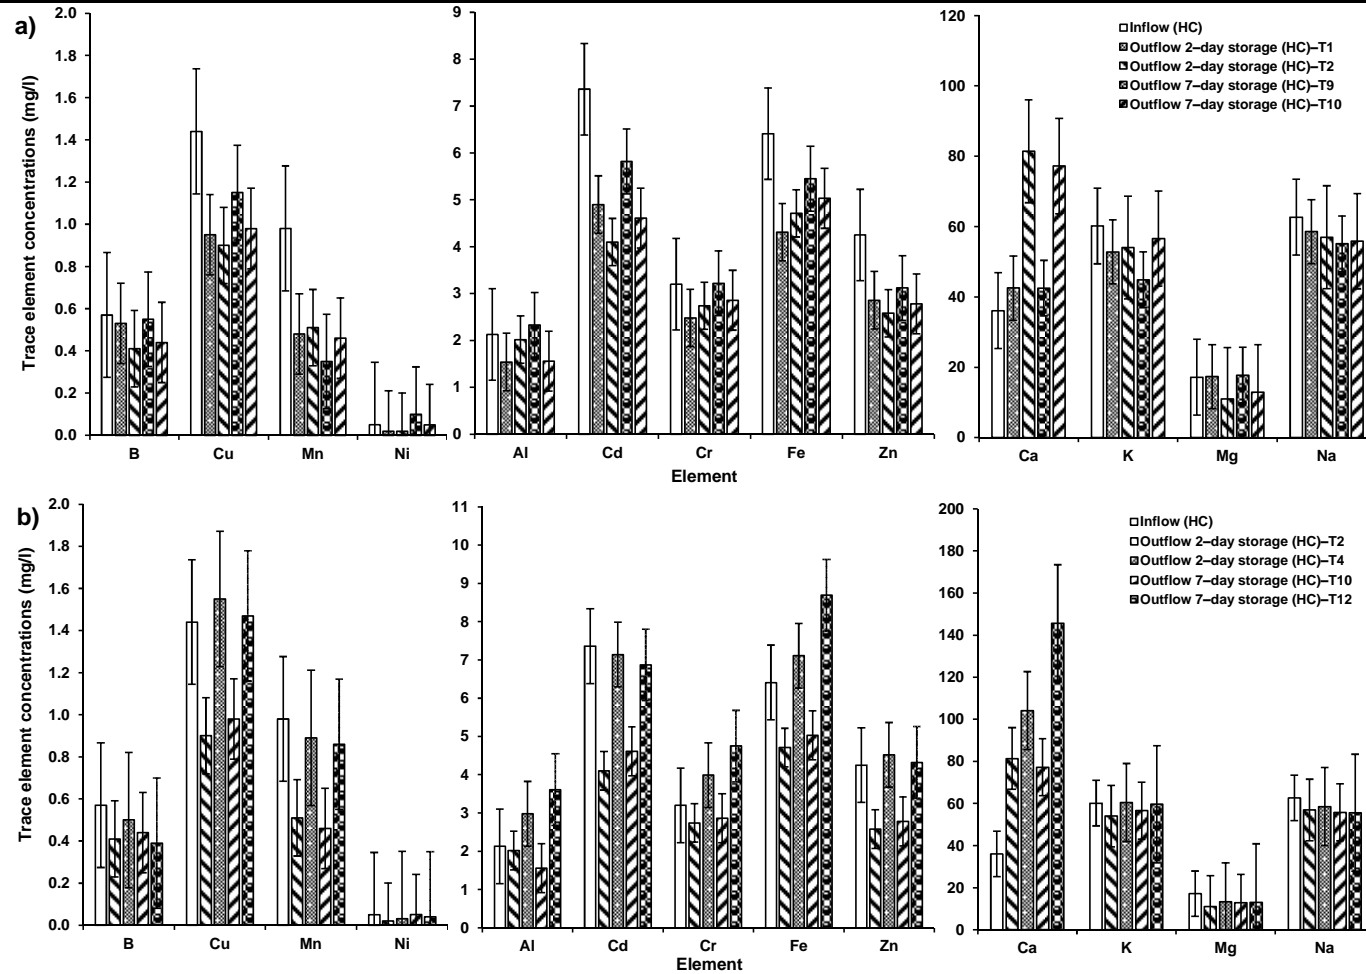 a)
Trace element concentrations (mg/l)
2.0
1.8
1.6
1.4
1.2
1.0
0.8
0.6
0.4
0.2
0.0
B Cu Mn Ni
9
8
7
6
5
4
3
2
1
0
Al Cd Cr Fe Zn
Element
120
100
80
60
40
20
0
Ca K Mg Na
Inflow (HC)
Outflow 2–day storage (HC)–T1
Outflow 2–day storage (HC)–T2
Outflow 7–day storage (HC)–T9
Outflow 7–day storage (HC)–T10
b)
Trace element concentrations (mg/l)
2.0
1.8
1.6
1.4
1.2
1.0
0.8
0.6
0.4
0.2
0.0
B Cu Mn Ni
11
10
9
8
7
6
5
4
3
2
1
0
Al Cd Cr Fe Zn
Element
200
180
160
140
120
100
80
60
40
20
0
Ca K Mg Na
Inflow (HC)
Outflow 2–day storage (HC)–T2
Outflow 2–day storage (HC)–T4
Outflow 7–day storage (HC)–T10
Outflow 7–day storage (HC)–T12